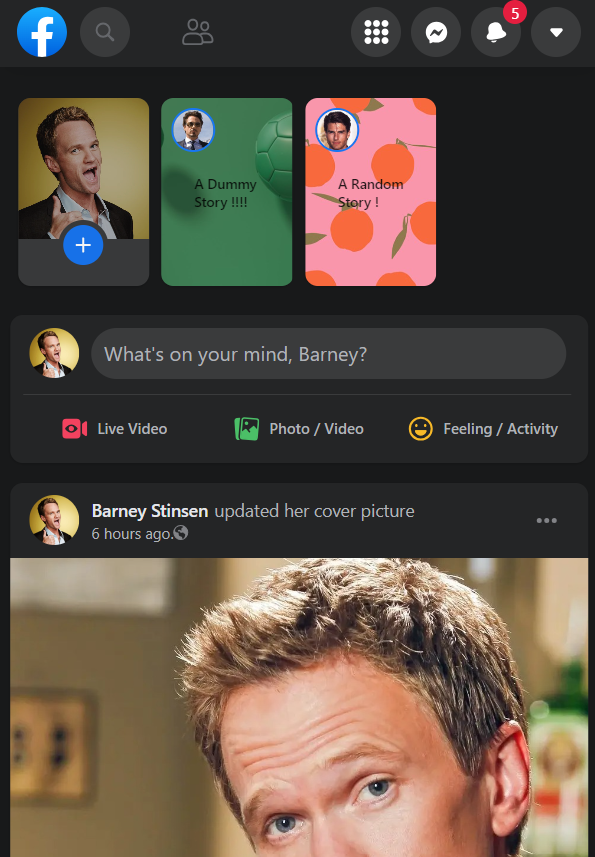 5
A Dummy
Story !!!!
A Random
Story !
What's on your mind, Barney?
Live Video
Photo / Video
Feeling / Activity
Barney Stinsen updated her cover picture
6 hours ago.